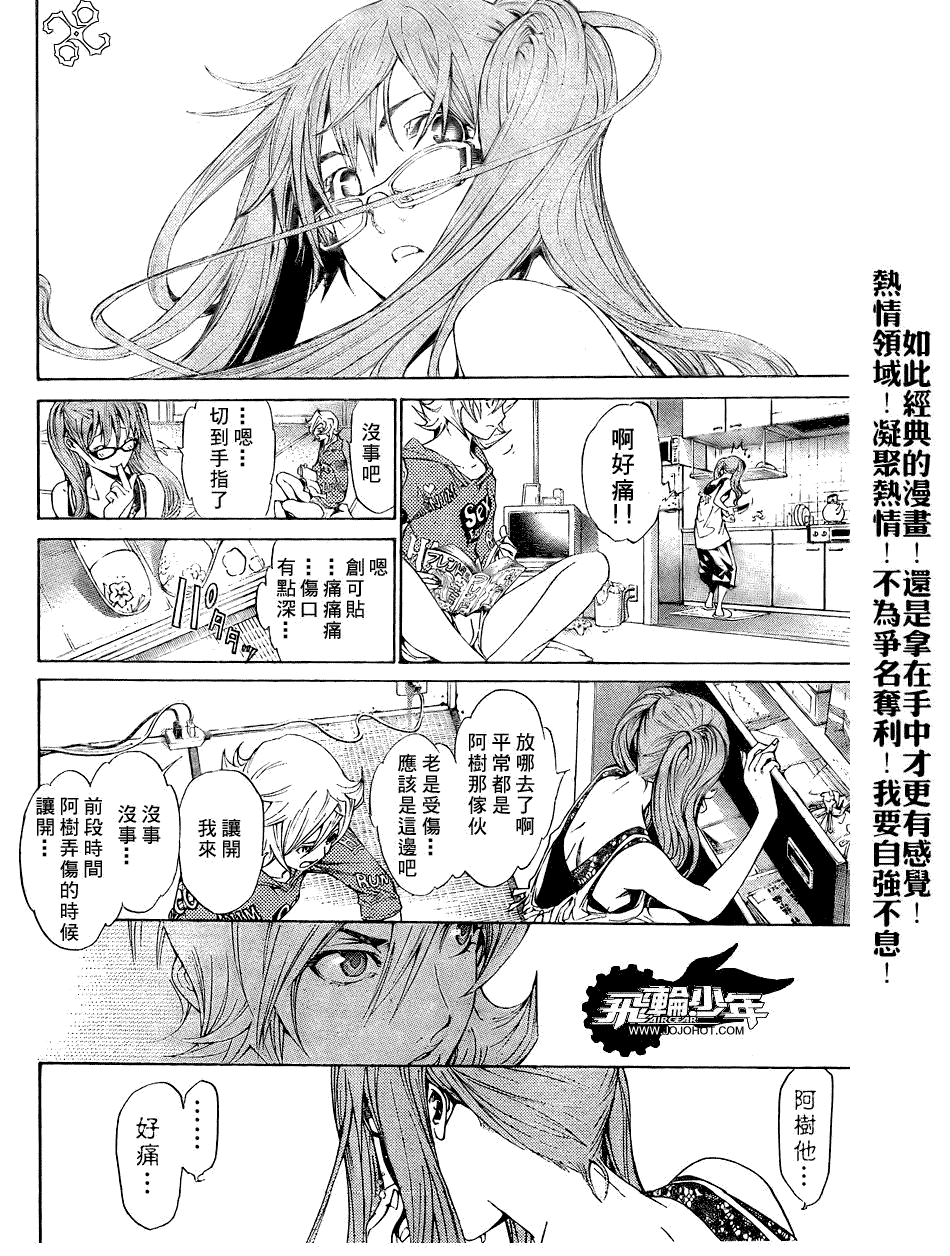 如此經典的漫畫！還是拿在手中才更有感覺！
熱情領域！凝聚熱情！不為爭名奪利！我要自強不息！
啊好痛!!
沒事吧
…嗯…
切到手指了
嗯
創可貼
…痛痛痛
…傷口
有點深…
放哪去了啊
平常都是
阿樹那傢伙
老是受傷…
應該是這邊吧
讓開
我來
沒事
沒事…
前段時間
阿樹弄傷的時候
讓開…
飛輪少年
AIRGEAR
WWW.JOJOHOT.COM
阿樹他…
……
好痛…